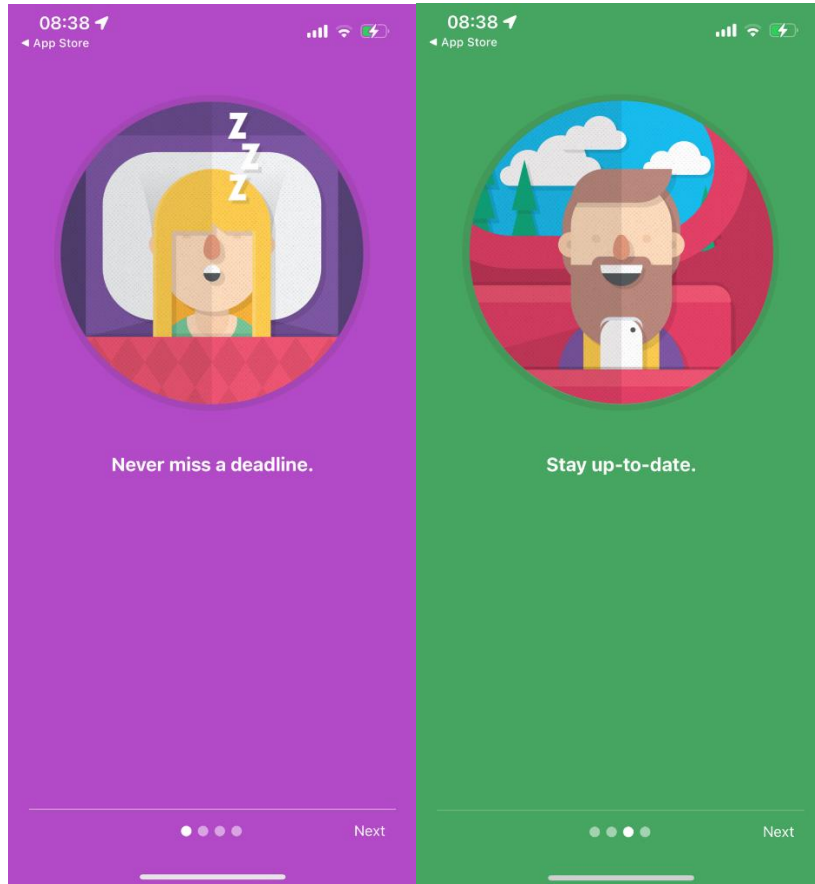 08:38
◀ App Store
Z
Z
Z
Never miss a deadline.
Next
08:38
◀ App Store
Stay up-to-date.
Next